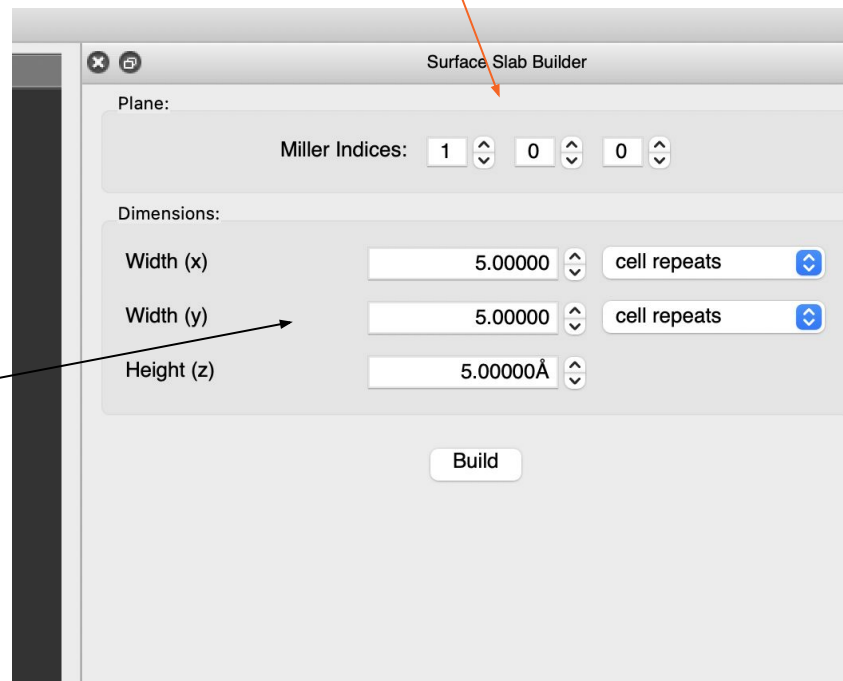 Surface Slab Builder
Plane:
Miller Indices: 1 0 0
Dimensions:
Width (x) 5.00000 cell repeats
Width (y) 5.00000 cell repeats
Height (z) 5.00000Å
Build